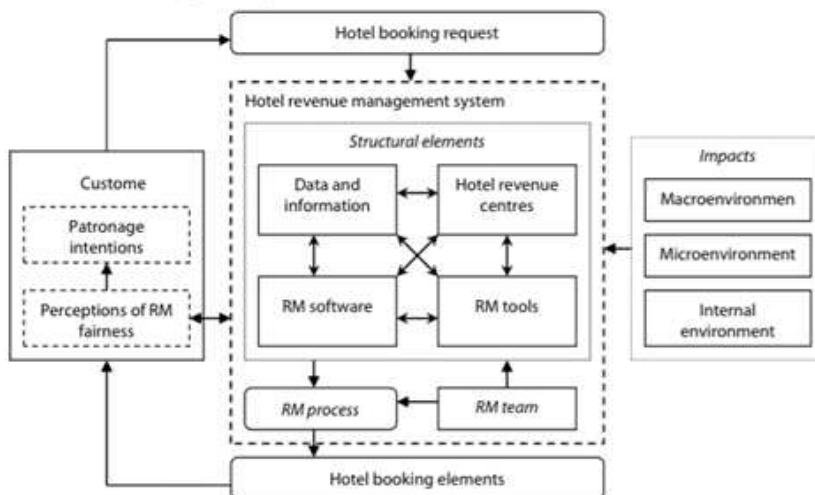 Hotel booking request
Hotel revenue management system
Structural elements
Data and
information
Hotel revenue
centres
RM software
RM tools
RM process
RM team
Hotel booking elements
Custome
Patronage
intentions
Perceptions of RM
fairness
Impacts
Macroenvironmen
Microenvironment
Internal
environment